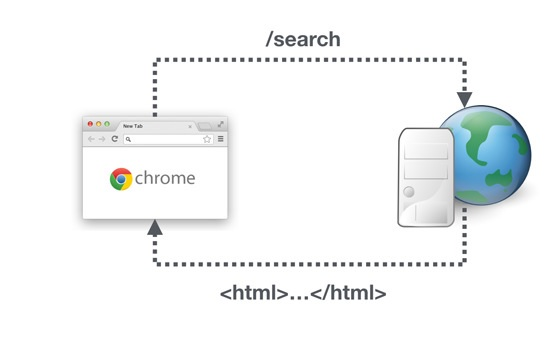 /search
New Tab
chrome
<html>...</html>